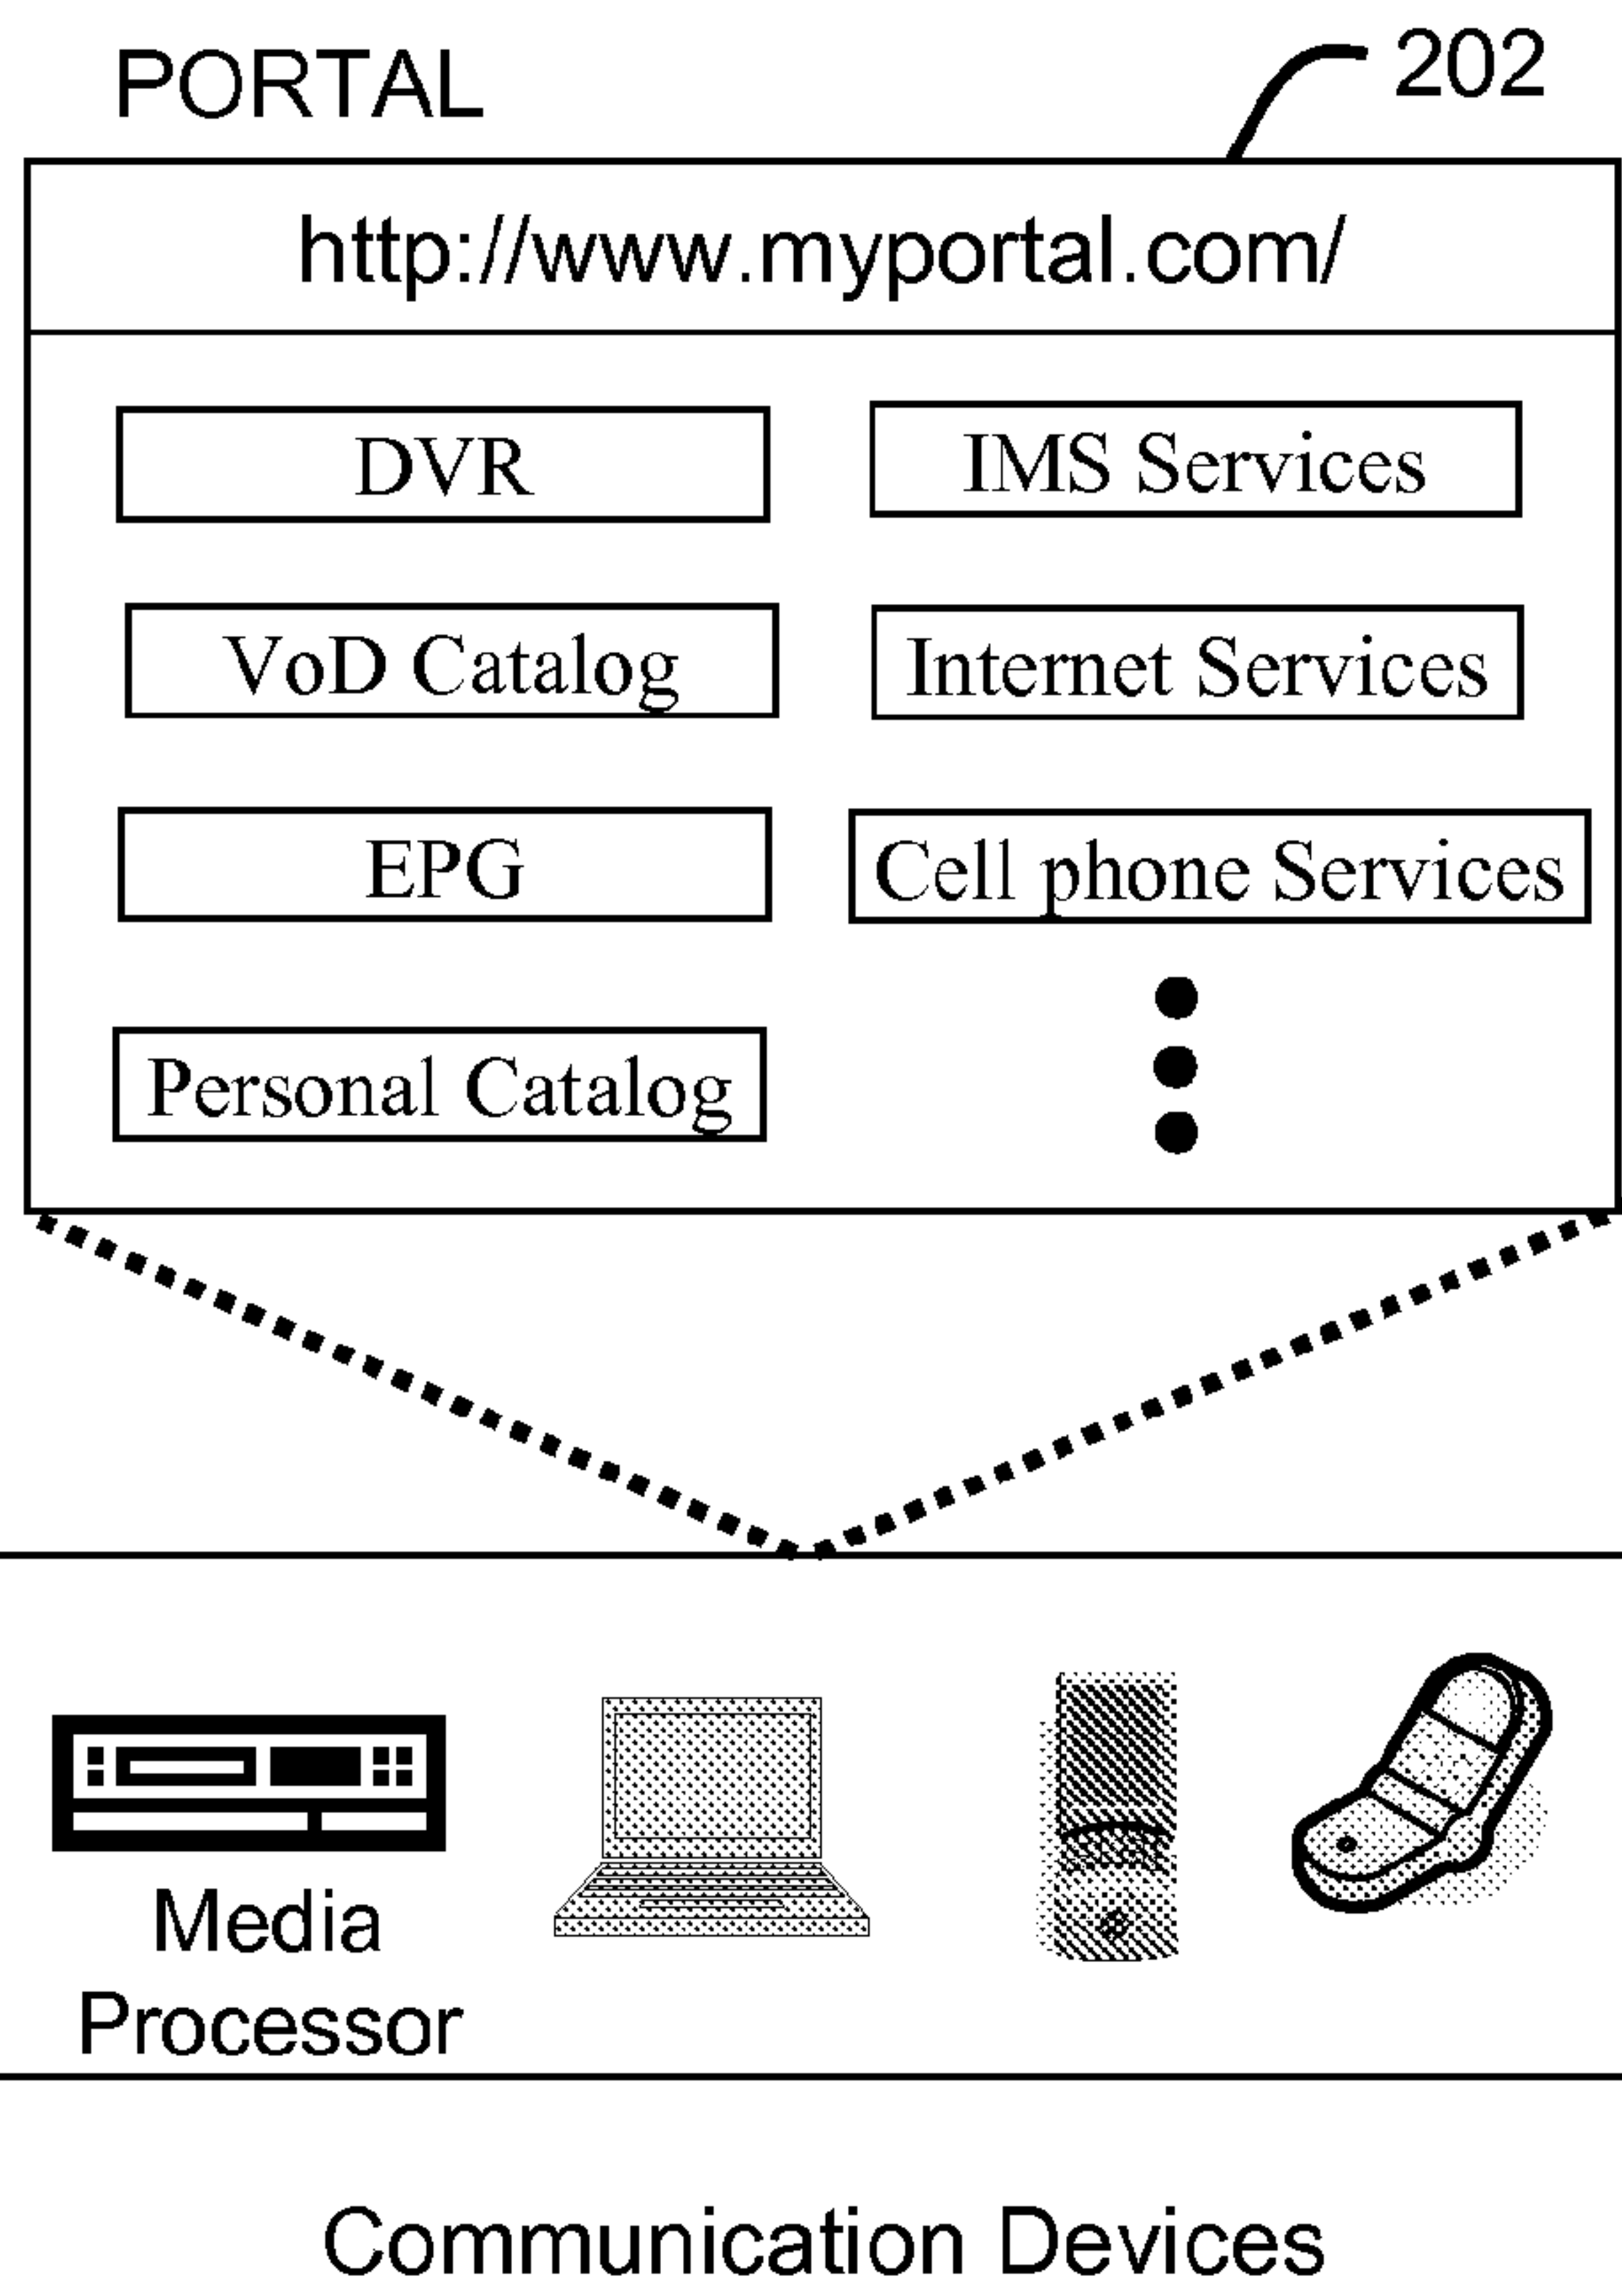 PORTAL
202
http://www.myportal.com/
DVR
IMS Services
VoD Catalog
Internet Services
EPG
Cell phone Services
Personal Catalog
Media
Processor
Communication Devices